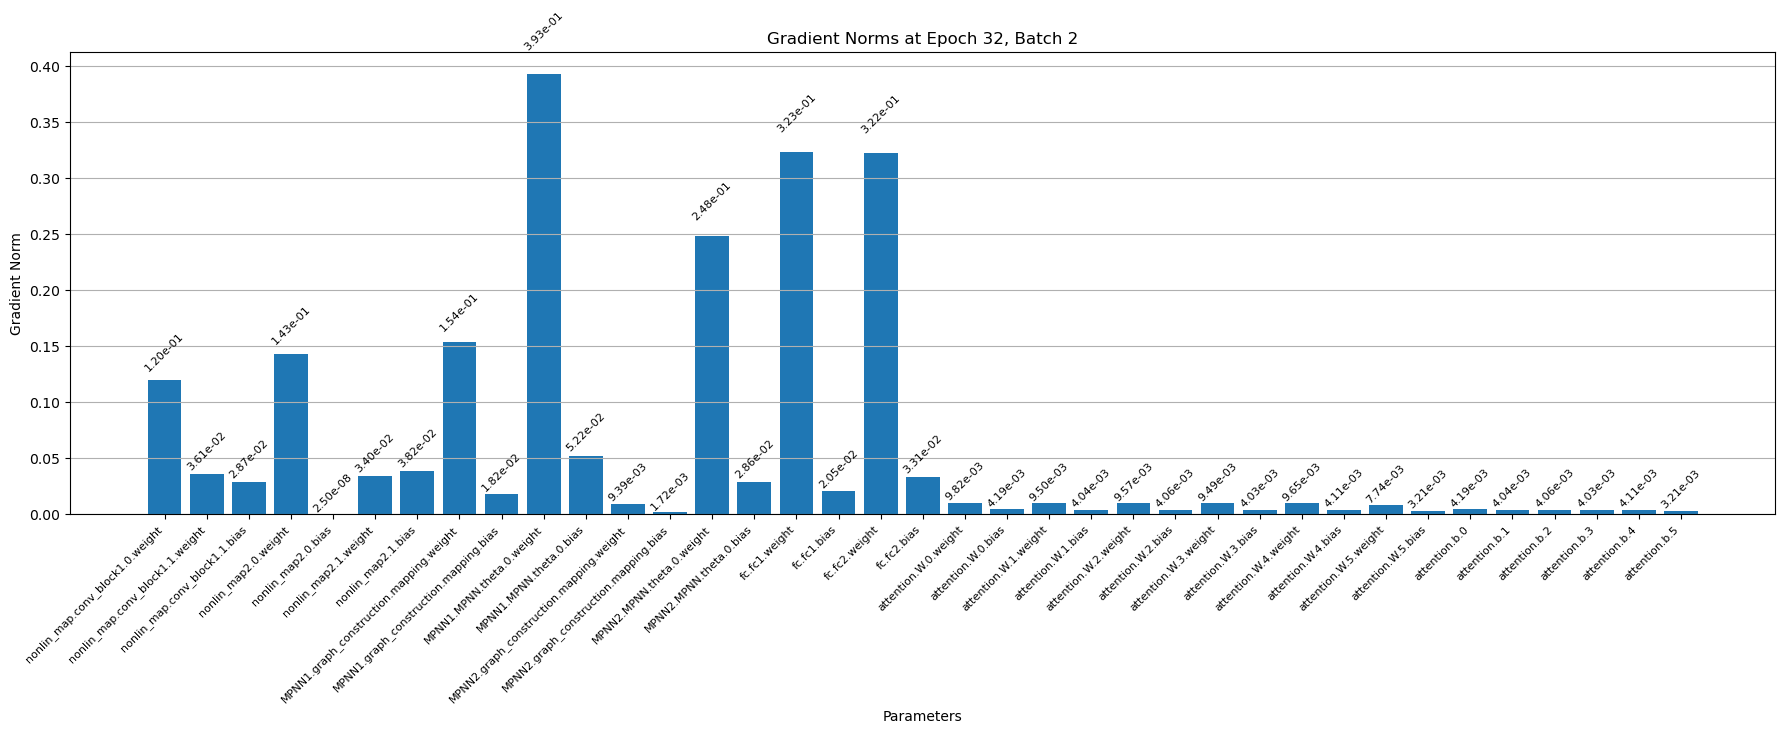 Gradient Norms at Epoch 32, Batch 2
Gradient Norm
0.40
0.35
0.30
0.25
0.20
0.15
0.10
0.05
0.00
1.20e-01
3.61e-02
2.87e-02
1.43e-01
2.50e-08
3.40e-02
3.82e-02
1.54e-01
1.82e-02
3.93e-01
5.22e-02
9.39e-03
1.72e-03
2.48e-01
2.86e-02
3.23e-01
2.05e-02
3.22e-01
3.31e-02
9.82e-03
4.19e-03
9.50e-03
4.04e-03
9.57e-03
4.06e-03
9.49e-03
4.03e-03
9.65e-03
4.11e-03
7.74e-03
3.21e-03
4.19e-03
4.04e-03
4.06e-03
4.03e-03
4.11e-03
3.21e-03
nonlin_map.conv_block1.0.weight
nonlin_map.conv_block1.1.weight
nonlin_map.conv_block1.1.bias
nonlin_map2.0.weight
nonlin_map2.0.bias
nonlin_map2.1.weight
nonlin_map2.1.bias
MPNN1.graph_construction.mapping.weight
MPNN1.graph_construction.mapping.bias
MPNN1.MPNN.theta.0.weight
MPNN1.MPNN.theta.0.bias
MPNN2.graph_construction.mapping.weight
MPNN2.graph_construction.mapping.bias
MPNN2.MPNN.theta.0.weight
MPNN2.MPNN.theta.0.bias
fc.fc1.weight
fc.fc1.bias
fc.fc2.weight
fc.fc2.bias
attention.W.0.weight
attention.W.0.bias
attention.W.1.weight
attention.W.1.bias
attention.W.2.weight
attention.W.2.bias
attention.W.3.weight
attention.W.3.bias
attention.W.4.weight
attention.W.4.bias
attention.W.5.weight
attention.W.5.bias
attention.b.0
attention.b.1
attention.b.2
attention.b.3
attention.b.4
attention.b.5
Parameters